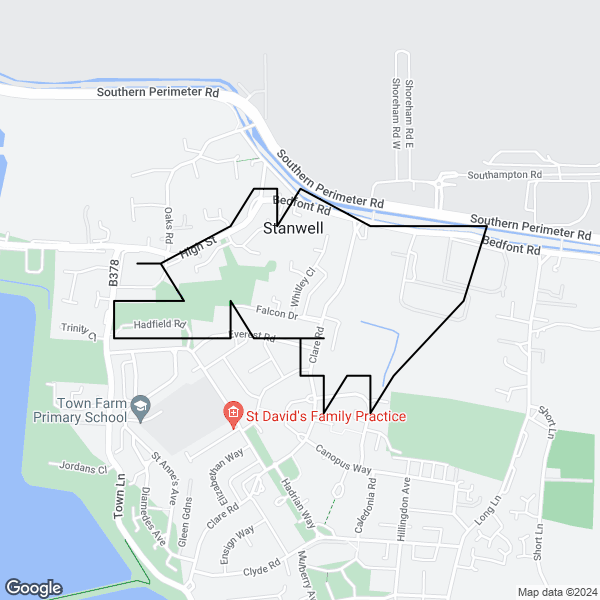 Southern Perimeter Rd
Shoreham Rd W
Shoreham Rd E
Southern Perimeter Rd
Southampton Rd
Bedfont Rd
Southern Perimeter Rd
Oaks Rd
Stanwell
High St
Bedfont Rd
B378
Whitley Cl
Falcon Dr
Trinity Cl
Hadfield Rd
Everest Rd
Clare Rd
Town Farm
Primary School
St David's Family Practice
Short Ln
St Anne's Ave
Elizabethan Way
Canopus Way
Jordans Cl
Town Ln
Diamedes Ave
Gleen Gdns
Clare Rd
Hadrian Way
Caledonia Rd
Hillingdon Ave
Long Ln
Ensign Way
Short Ln
Clyde Rd
Mulberry Ave
Google
Map data ©2024